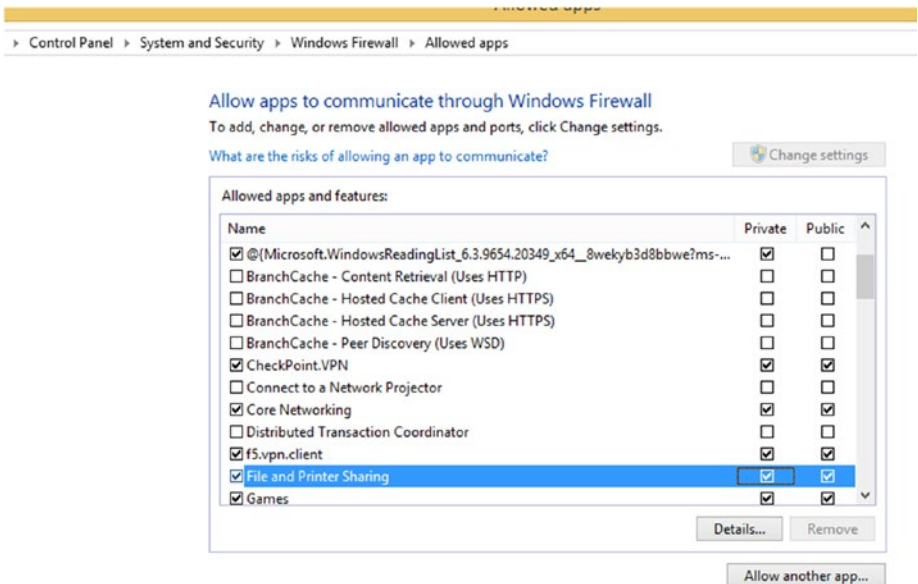 Allowed apps
Control Panel System and Security Windows Firewall Allowed apps
Allow apps to communicate through Windows Firewall
To add, change, or remove allowed apps and ports, click Change settings.
What are the risks of allowing an app to communicate?
Change settings
Allowed apps and features:
Name Private Public
@{Microsoft.WindowsReadingList_6.3.9654.20349_x64__8wekyb3d8bbwe?ms-...
BranchCache - Content Retrieval (Uses HTTP)
BranchCache - Hosted Cache Client (Uses HTTPS)
BranchCache - Hosted Cache Server (Uses HTTPS)
BranchCache - Peer Discovery (Uses WSD)
CheckPoint.VPN
Connect to a Network Projector
Core Networking
Distributed Transaction Coordinator
f5.vpn.client
File and Printer Sharing
Games
Details... Remove
Allow another app...